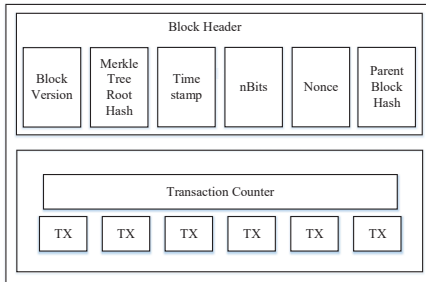 Block Header
Block
Version
Merkle
Tree
Root
Hash
Time
stamp
nBits
Nonce
Parent
Block
Hash
Transaction Counter
TX TX TX TX TX TX